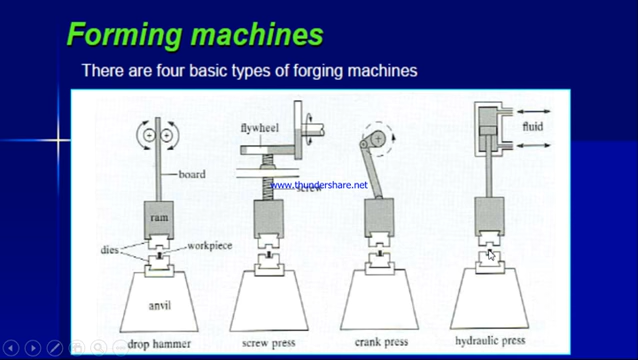 Forming machines
There are four basic types of forging machines
flywheel
fluid
board
www.thundershare.net
screw
ram
dies
workpiece
anvil
drop hammer
screw press
crank press
hydraulic press